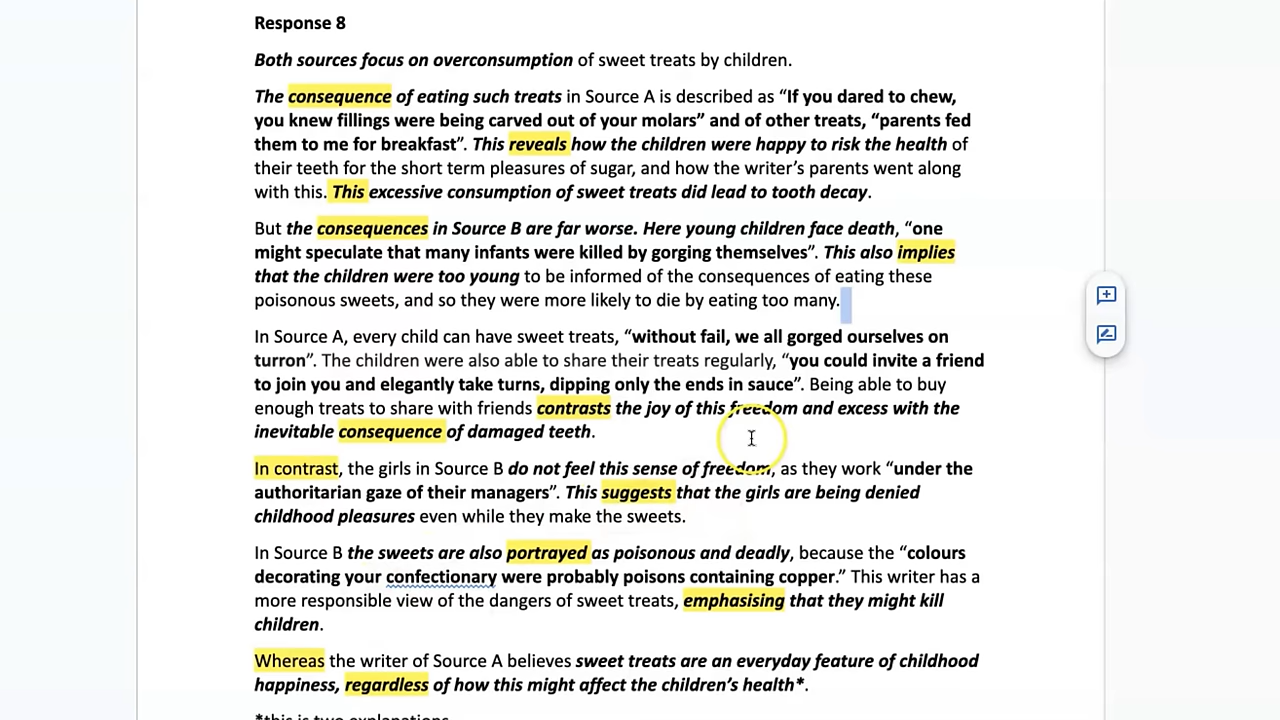 Response 8
Both sources focus on overconsumption of sweet treats by children.
The consequence of eating such treats in Source A is described as “If you dared to chew,
you knew fillings were being carved out of your molars” and of other treats, “parents fed
them to me for breakfast”. This reveals how the children were happy to risk the health of
their teeth for the short term pleasures of sugar, and how the writer’s parents went along
with this. This excessive consumption of sweet treats did lead to tooth decay.
But the consequences in Source B are far worse. Here young children face death, “one
might speculate that many infants were killed by gorging themselves”. This also implies
that the children were too young to be informed of the consequences of eating these
poisonous sweets, and so they were more likely to die by eating too many.
In Source A, every child can have sweet treats, “without fail, we all gorged ourselves on
turron”. The children were also able to share their treats regularly, “you could invite a friend
to join you and elegantly take turns, dipping only the ends in sauce”. Being able to buy
enough treats to share with friends contrasts the joy of this freedom and excess with the
inevitable consequence of damaged teeth.
In contrast, the girls in Source B do not feel this sense of freedom, as they work “under the
authoritarian gaze of their managers”. This suggests that the girls are being denied
childhood pleasures even while they make the sweets.
In Source B the sweets are also portrayed as poisonous and deadly, because the “colours
decorating your confectionary were probably poisons containing copper.” This writer has a
more responsible view of the dangers of sweet treats, emphasising that they might kill
children.
Whereas the writer of Source A believes sweet treats are an everyday feature of childhood
happiness, regardless of how this might affect the children’s health*.
*this is two explanations